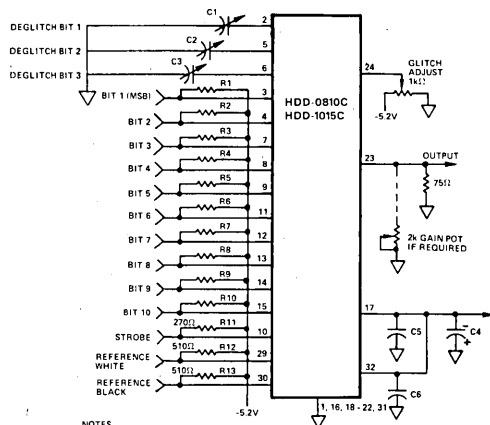 C1
DEGLITCH BIT 1
2
C2
DEGLITCH BIT 2
5
C3
DEGLITCH BIT 3
6
R1
BIT 1 (MSB)
3
R2
BIT 2
4
R3
BIT 3
7
R4
BIT 4
8
R5
BIT 5
9
R6
BIT 6
11
R7
BIT 7
12
R8
BIT 8
13
R9
BIT 9
14
R10
BIT 10
15
270Ω R11
STROBE
10
510Ω R12
REFERENCE WHITE
29
510Ω R13
REFERENCE BLACK
30
-5.2V
HDD-0810C
HDD-1015C
24
GLITCH
ADJUST
1kΩ
-5.2V
23
OUTPUT
75Ω
2k GAIN POT
IF REQUIRED
17
C5
C4
32
C6
1, 16, 18-22, 31
NOTES